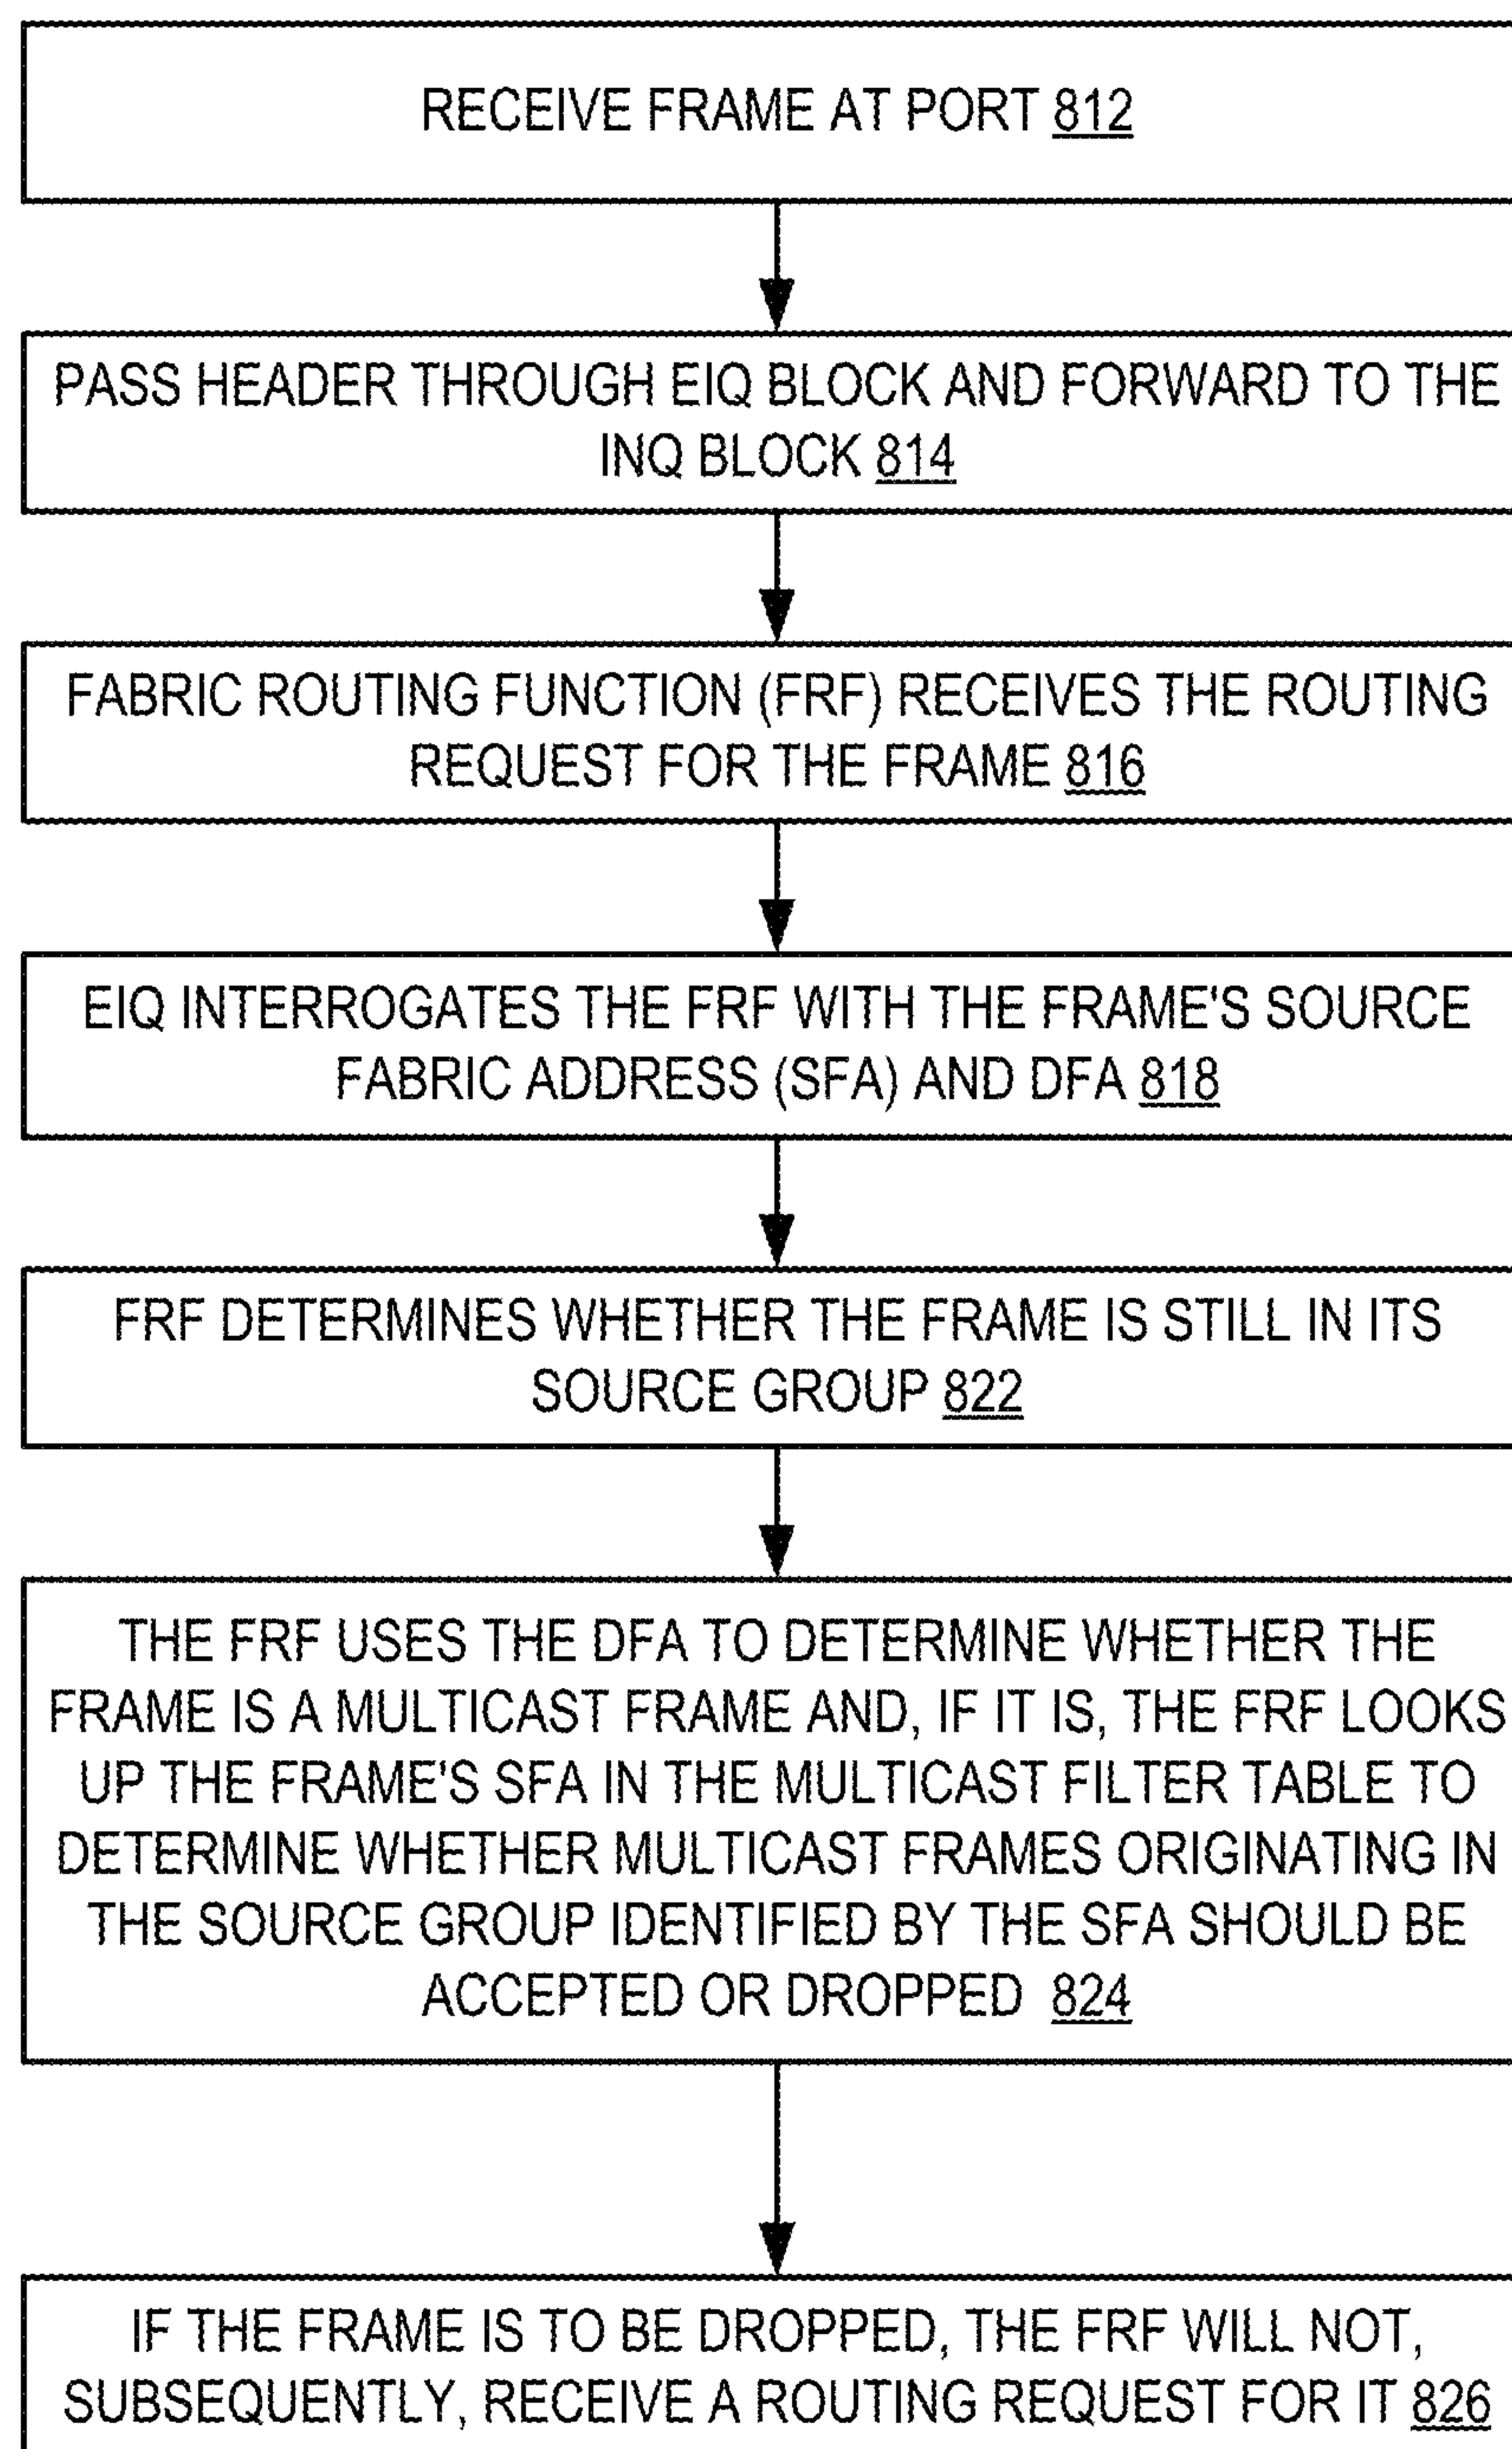 RECEIVE FRAME AT PORT 812
PASS HEADER THROUGH EIQ BLOCK AND FORWARD TO THE
INQ BLOCK 814
FABRIC ROUTING FUNCTION (FRF) RECEIVES THE ROUTING
REQUEST FOR THE FRAME 816
EIQ INTERROGATES THE FRF WITH THE FRAME'S SOURCE
FABRIC ADDRESS (SFA) AND DFA 818
FRF DETERMINES WHETHER THE FRAME IS STILL IN ITS
SOURCE GROUP 822
THE FRF USES THE DFA TO DETERMINE WHETHER THE
FRAME IS A MULTICAST FRAME AND, IF IT IS, THE FRF LOOKS
UP THE FRAME'S SFA IN THE MULTICAST FILTER TABLE TO
DETERMINE WHETHER MULTICAST FRAMES ORIGINATING IN
THE SOURCE GROUP IDENTIFIED BY THE SFA SHOULD BE
ACCEPTED OR DROPPED 824
IF THE FRAME IS TO BE DROPPED, THE FRF WILL NOT,
SUBSEQUENTLY, RECEIVE A ROUTING REQUEST FOR IT 826